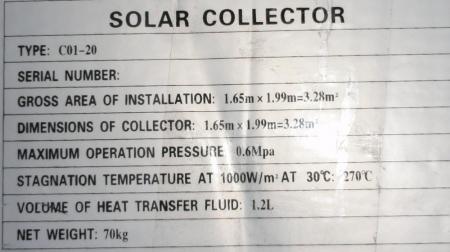 SOLAR COLLECTOR
TYPE: C01-20
SERIAL NUMBER:
GROSS AREA OF INSTALLATION: 1.65m × 1.99m=3.28m²
DIMENSIONS OF COLLECTOR: 1.65m × 1.99m=3.28m²
MAXIMUM OPERATION PRESSURE 0.6Mpa
STAGNATION TEMPERATURE AT 1000W/m² AT 30℃: 270℃
VOLUME OF HEAT TRANSFER FLUID: 1.2L
NET WEIGHT: 70kg